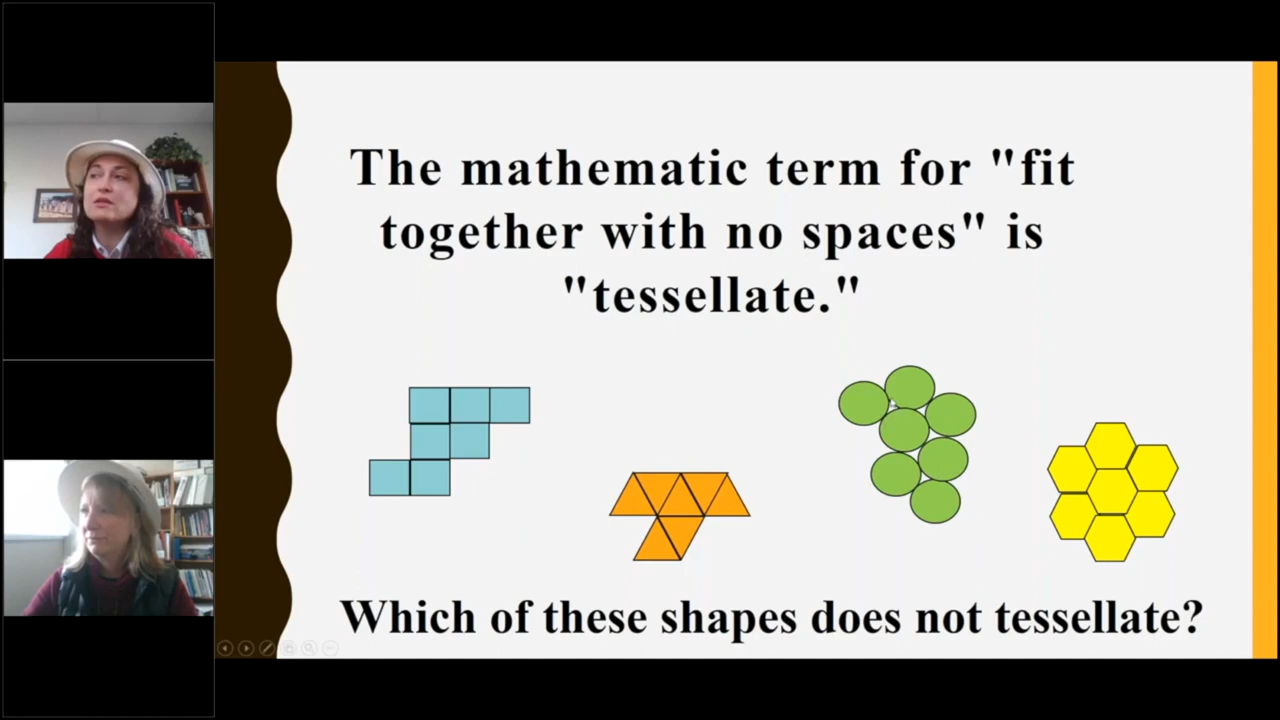 The mathematic term for "fit
together with no spaces" is
"tessellate."
Which of these shapes does not tessellate?